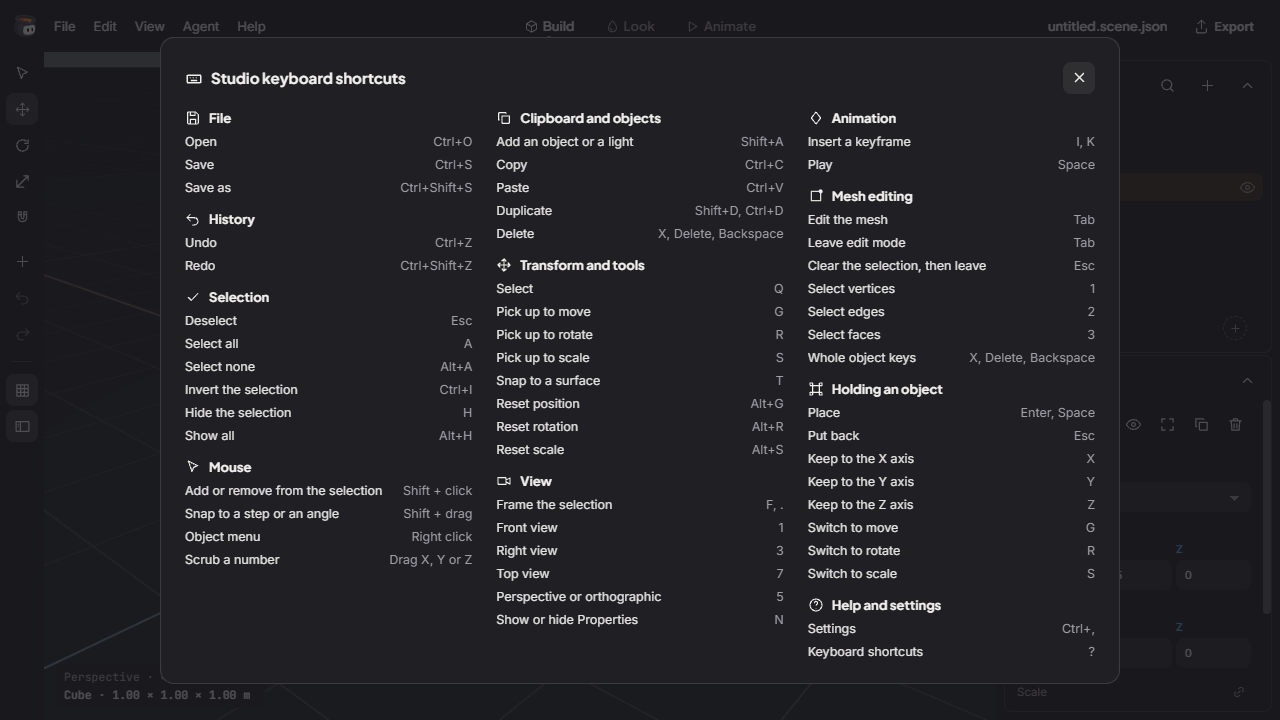 File Edit View Agent Help
Build Look Animate
untitled.scene.json Export
Studio keyboard shortcuts
File
Open Ctrl+O
Save Ctrl+S
Save as Ctrl+Shift+S
History
Undo Ctrl+Z
Redo Ctrl+Shift+Z
Selection
Deselect Esc
Select all A
Select none Alt+A
Invert the selection Ctrl+I
Hide the selection H
Show all Alt+H
Mouse
Add or remove from the selection Shift + click
Snap to a step or an angle Shift + drag
Object menu Right click
Scrub a number Drag X, Y or Z
Clipboard and objects
Add an object or a light Shift+A
Copy Ctrl+C
Paste Ctrl+V
Duplicate Shift+D, Ctrl+D
Delete X, Delete, Backspace
Transform and tools
Select Q
Pick up to move G
Pick up to rotate R
Pick up to scale S
Snap to a surface T
Reset position Alt+G
Reset rotation Alt+R
Reset scale Alt+S
View
Frame the selection F, .
Front view 1
Right view 3
Top view 7
Perspective or orthographic 5
Show or hide Properties N
Animation
Insert a keyframe I, K
Play Space
Mesh editing
Edit the mesh Tab
Leave edit mode Tab
Clear the selection, then leave Esc
Select vertices 1
Select edges 2
Select faces 3
Whole object keys X, Delete, Backspace
Holding an object
Place Enter, Space
Put back Esc
Keep to the X axis X
Keep to the Y axis Y
Keep to the Z axis Z
Switch to move G
Switch to rotate R
Switch to scale S
Help and settings
Settings Ctrl+,
Keyboard shortcuts ?
Z
0
Z
0
Scale
Perspective ·
Cube · 1.00 × 1.00 × 1.00 m